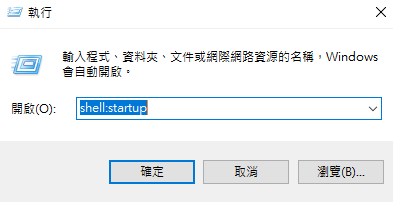 執行
輸入程式、資料夾、文件或網際網路資源的名稱，Windows
會自動開啟。
開啟(O):
shell:startup
確定
取消
瀏覽(B)...